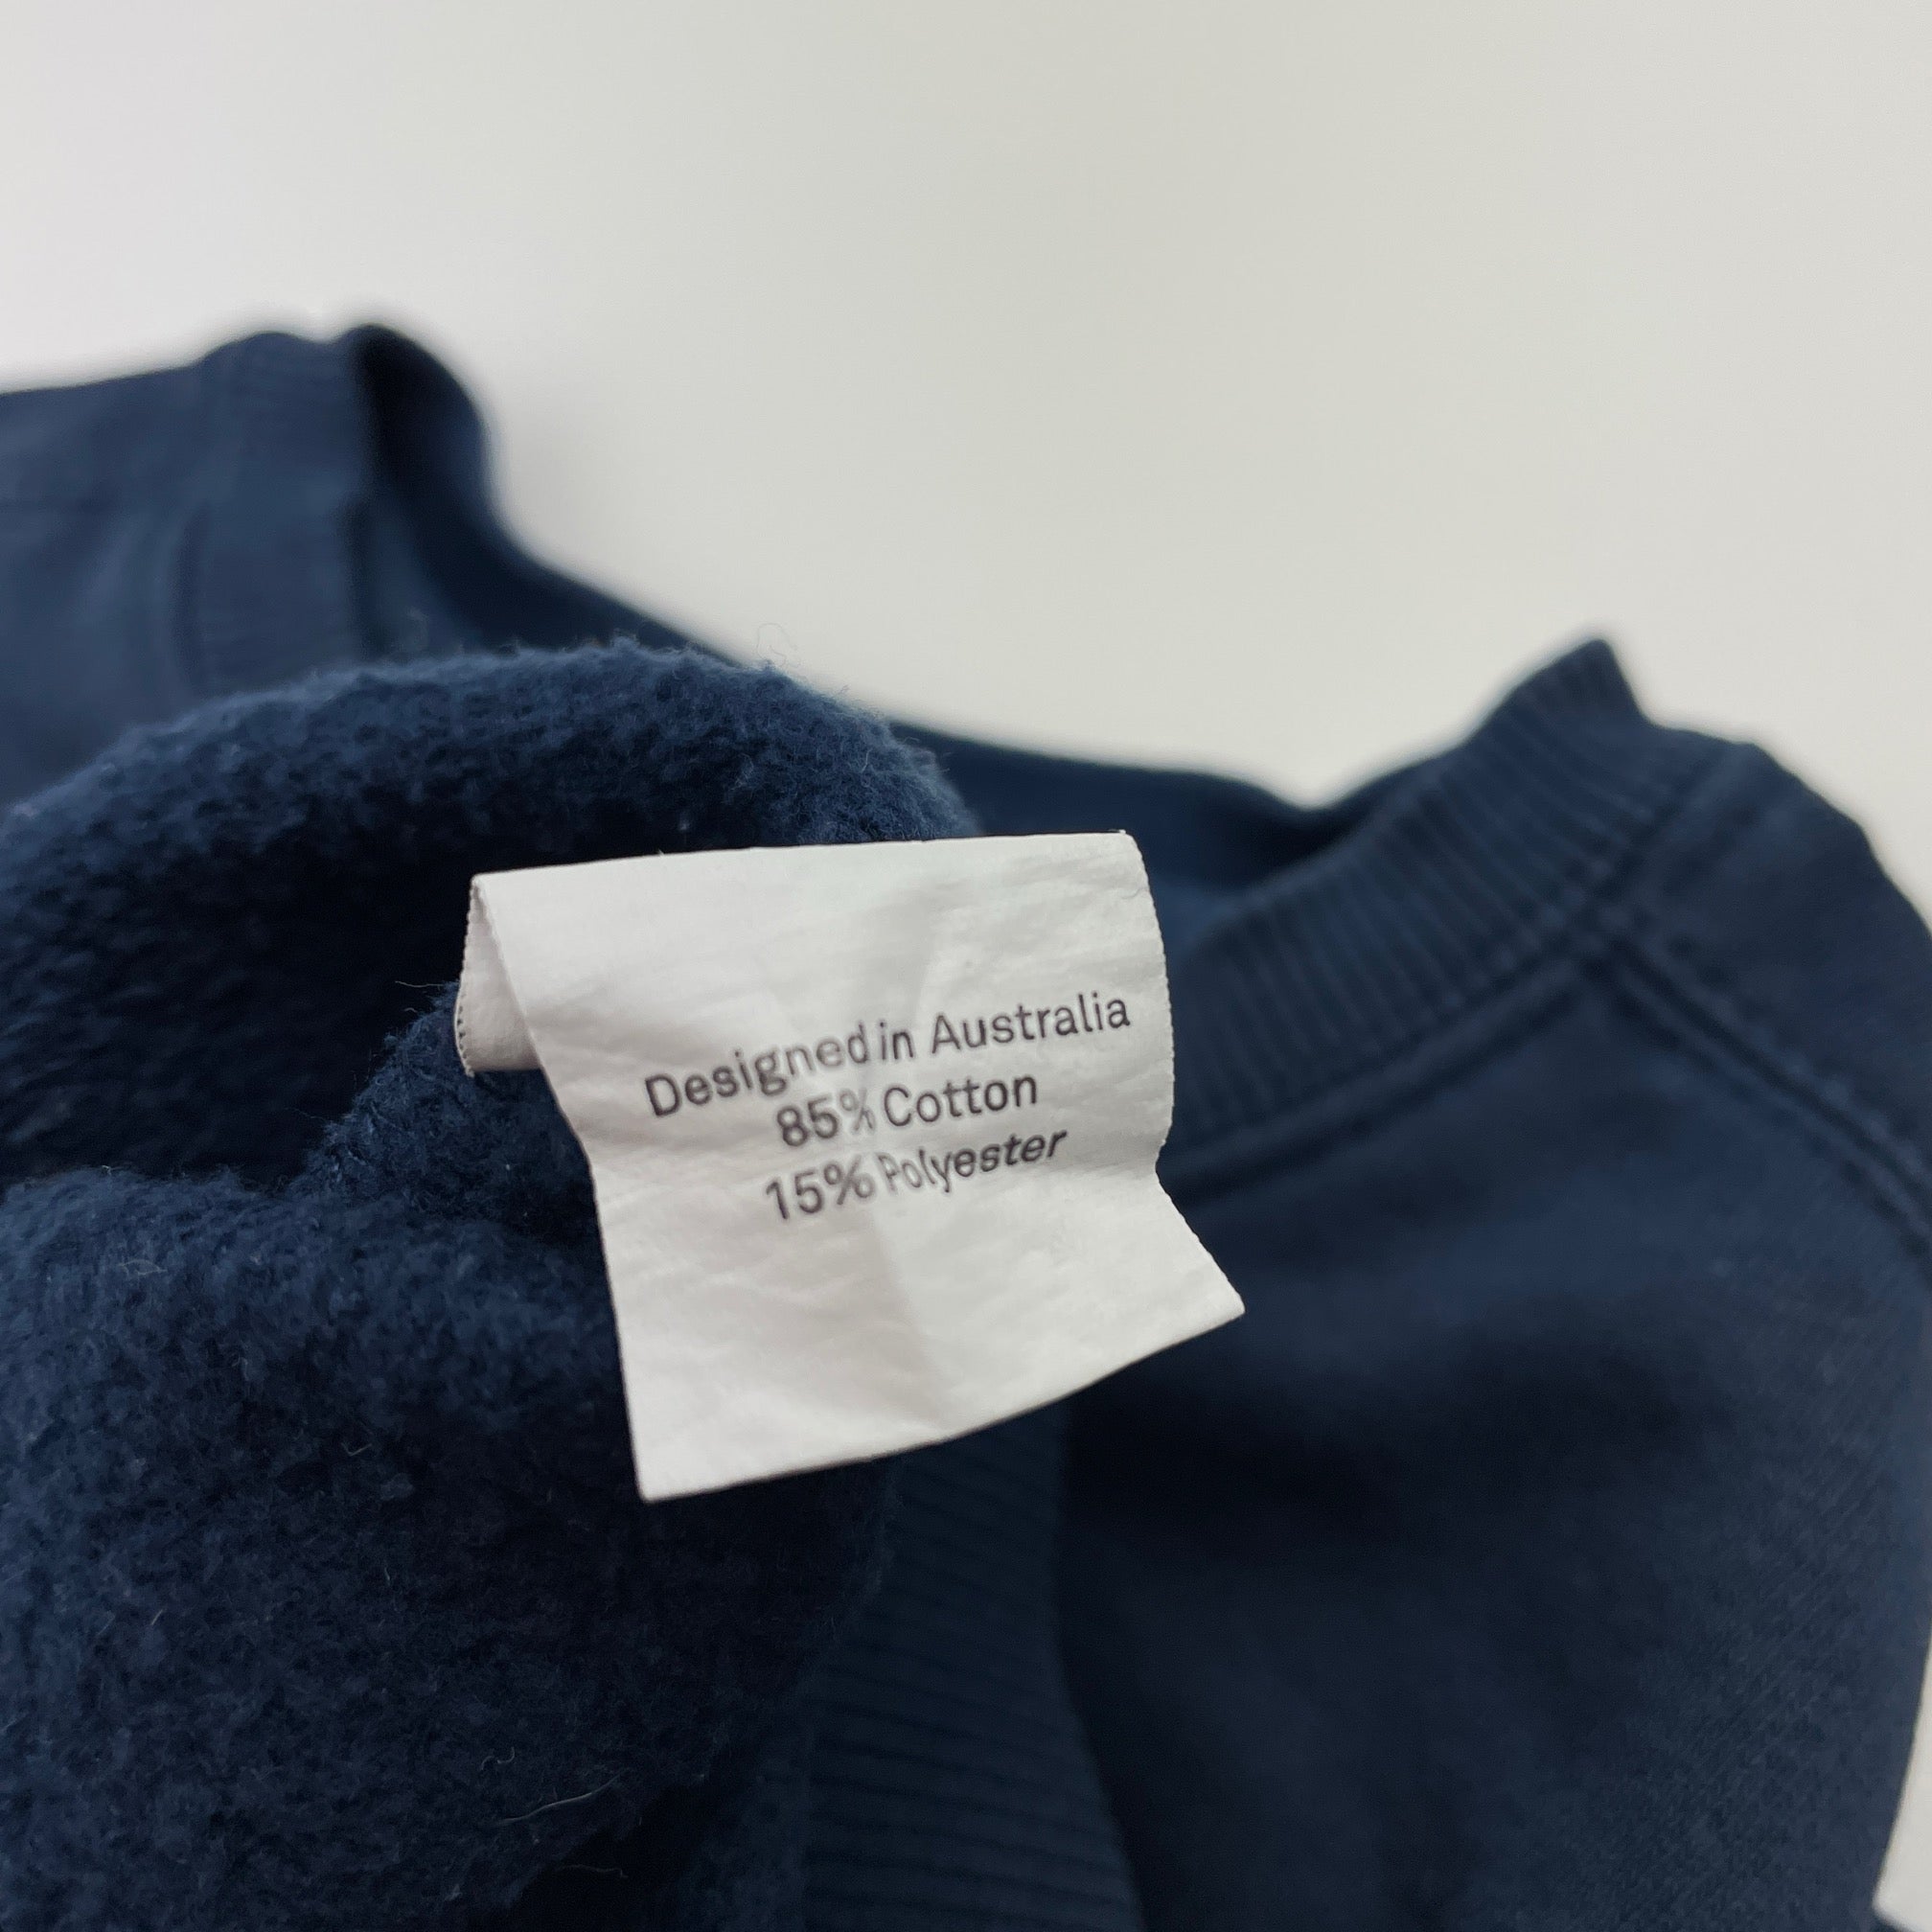 Designed in Australia
85% Cotton
15% Polyester